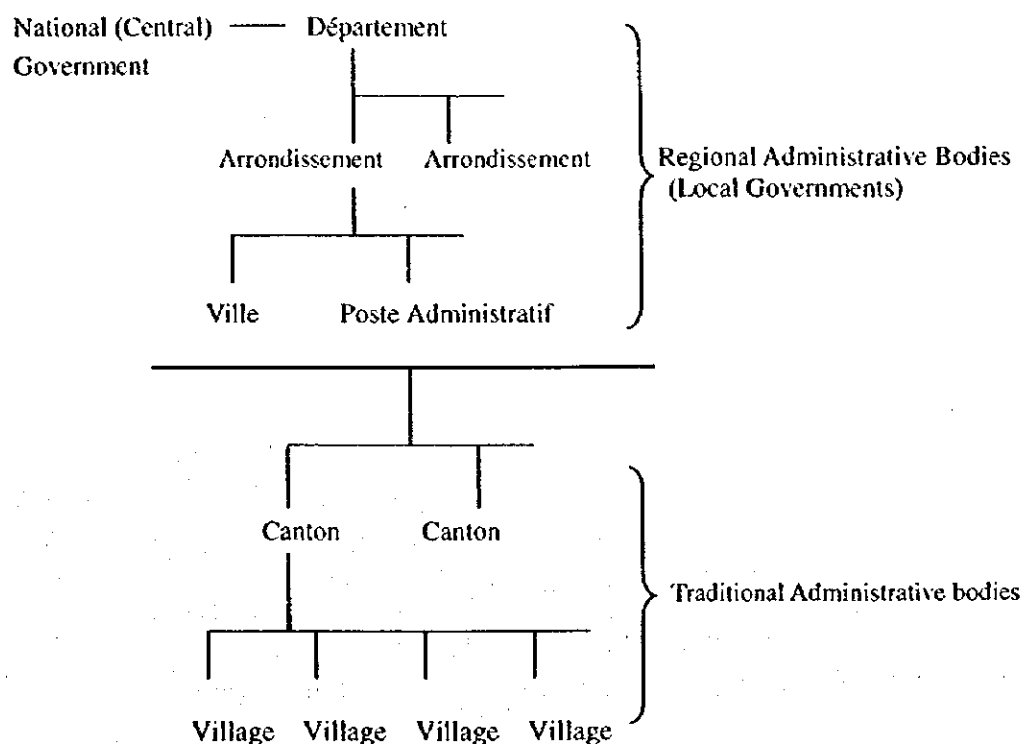 National (Central)
Government
Département
Arrondissement
Arrondissement
Regional Administrative Bodies
(Local Governments)
Ville
Poste Administratif
Canton
Canton
Traditional Administrative bodies
Village
Village
Village
Village